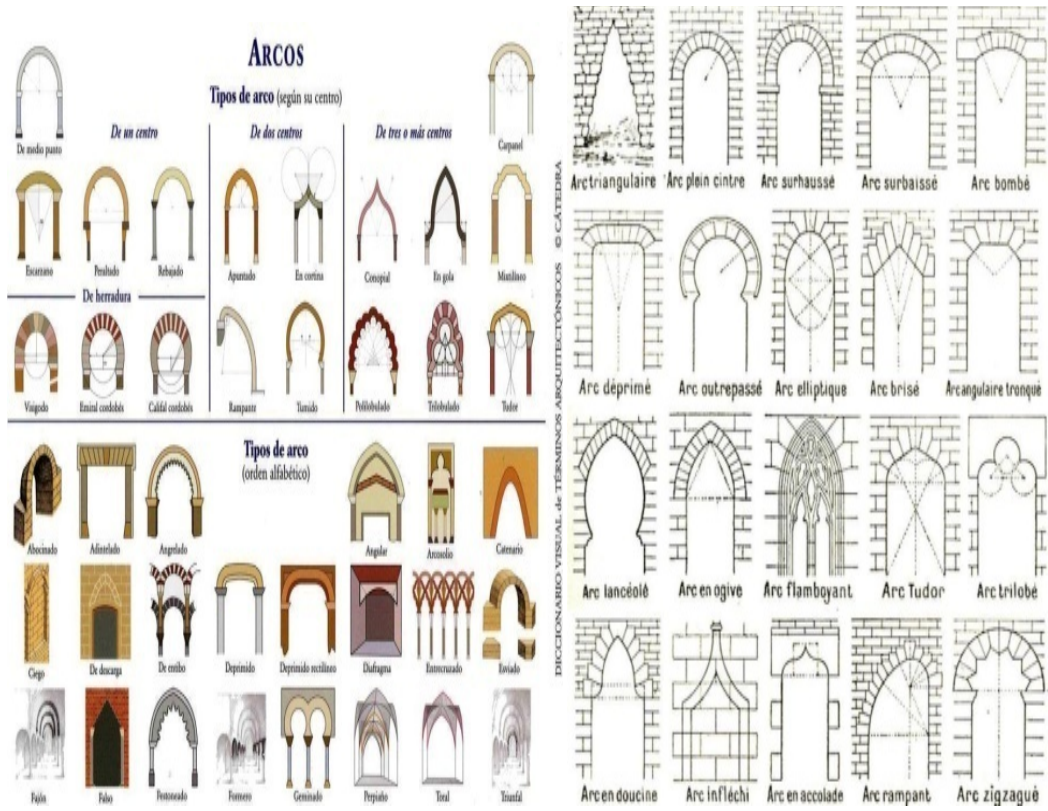 ARCOS
Tipos de arco (según su centro)
De un centro
De dos centros
De tres o más centros
De medio punto
Carpanel
Escarzano
Peraltado
Rebajado
Apuntado
En cortina
Conopial
En gola
Mixtilíneo
De herradura
Visigodo
Emiral cordobés
Califal cordobés
Rampante
Tumido
Polilobulado
Trilobulado
Tudor
Tipos de arco
(orden alfabético)
Abocinado
Adintelado
Angrelado
Angular
Arcosolio
Catenario
Ciego
De descarga
De entibo
Deprimido
Deprimido rectilíneo
Diafragma
Entrecruzado
Enviado
Fajón
Falso
Festoneado
Formero
Geminado
Perpiaño
Toral
Triunfal
DICCIONARIO VISUAL de TÉRMINOS ARQUITECTÓNICOS © CÁTEDRA
Arc triangulaire
Arc plein cintre
Arc surhaussé
Arc surbaissé
Arc bombé
Arc déprimé
Arc outrepassé
Arc elliptique
Arc brisé
Arc angulaire tronqué
Arc lancéolé
Arc en ogive
Arc flamboyant
Arc Tudor
Arc trilobé
Arc en doucine
Arc infléchi
Arc en accolade
Arc rampant
Arc zigzagué